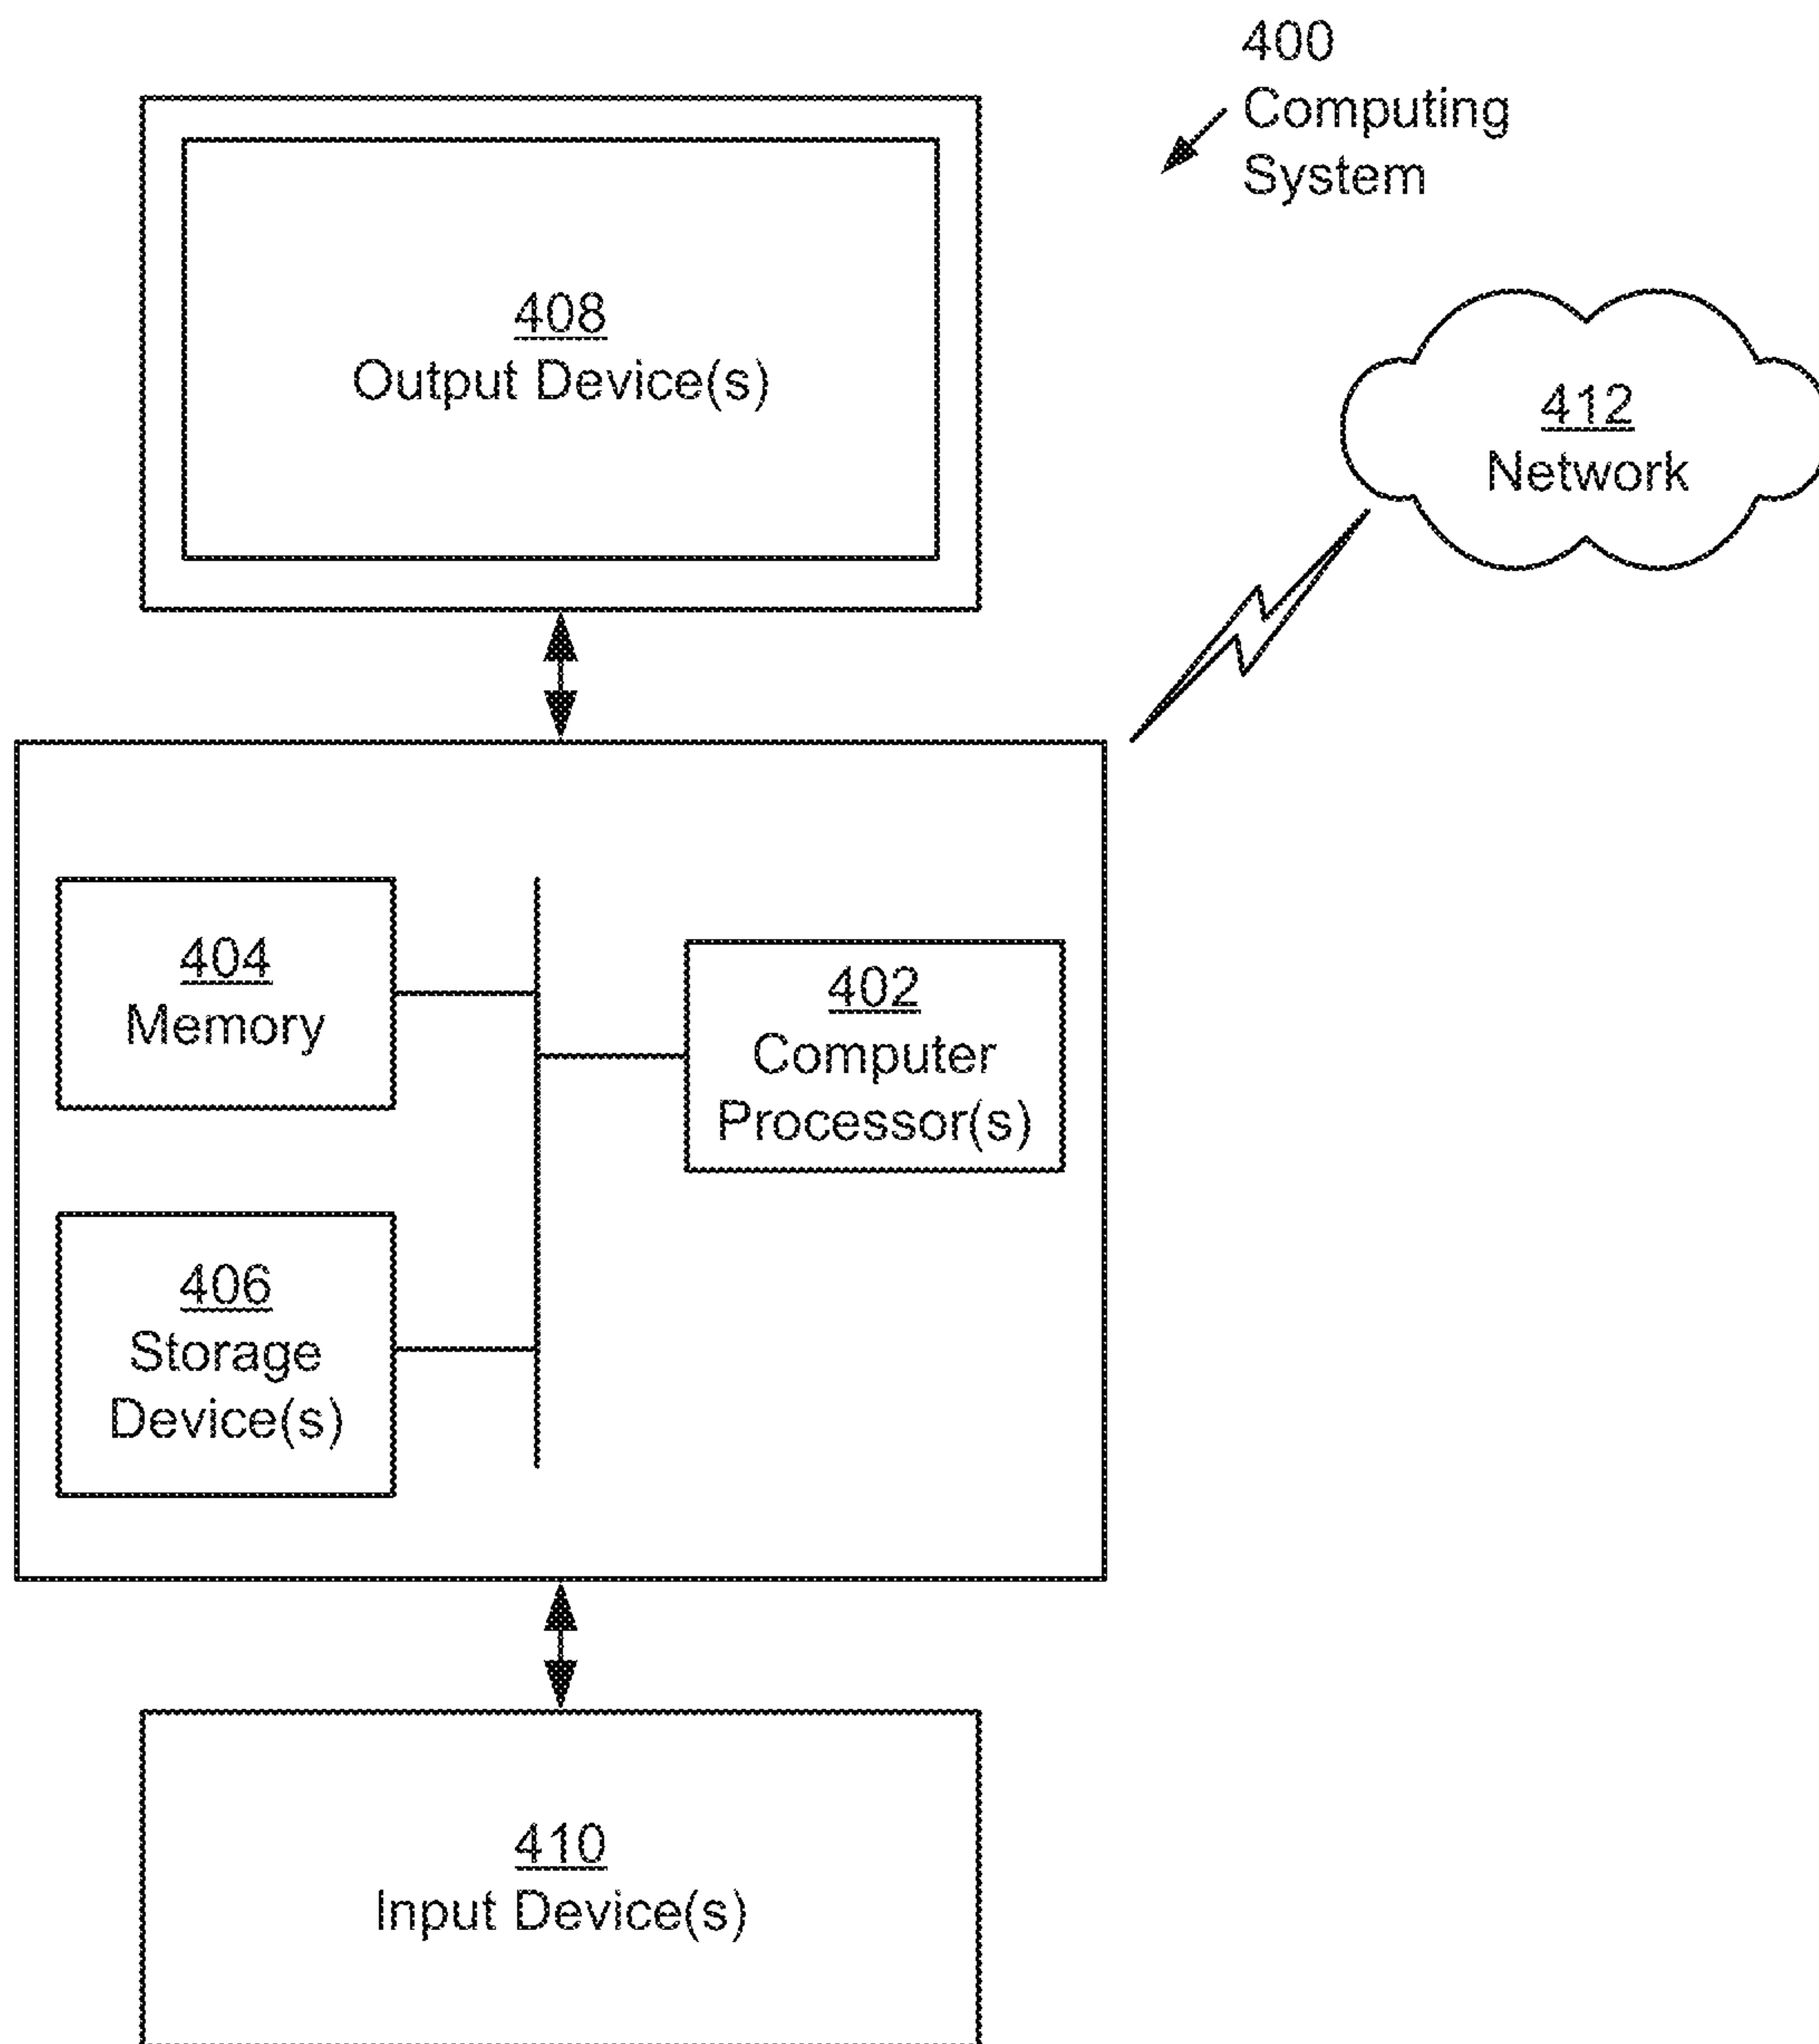 400
Computing
System
408
Output Device(s)
412
Network
404
Memory
402
Computer
Processor(s)
406
Storage
Device(s)
410
Input Device(s)